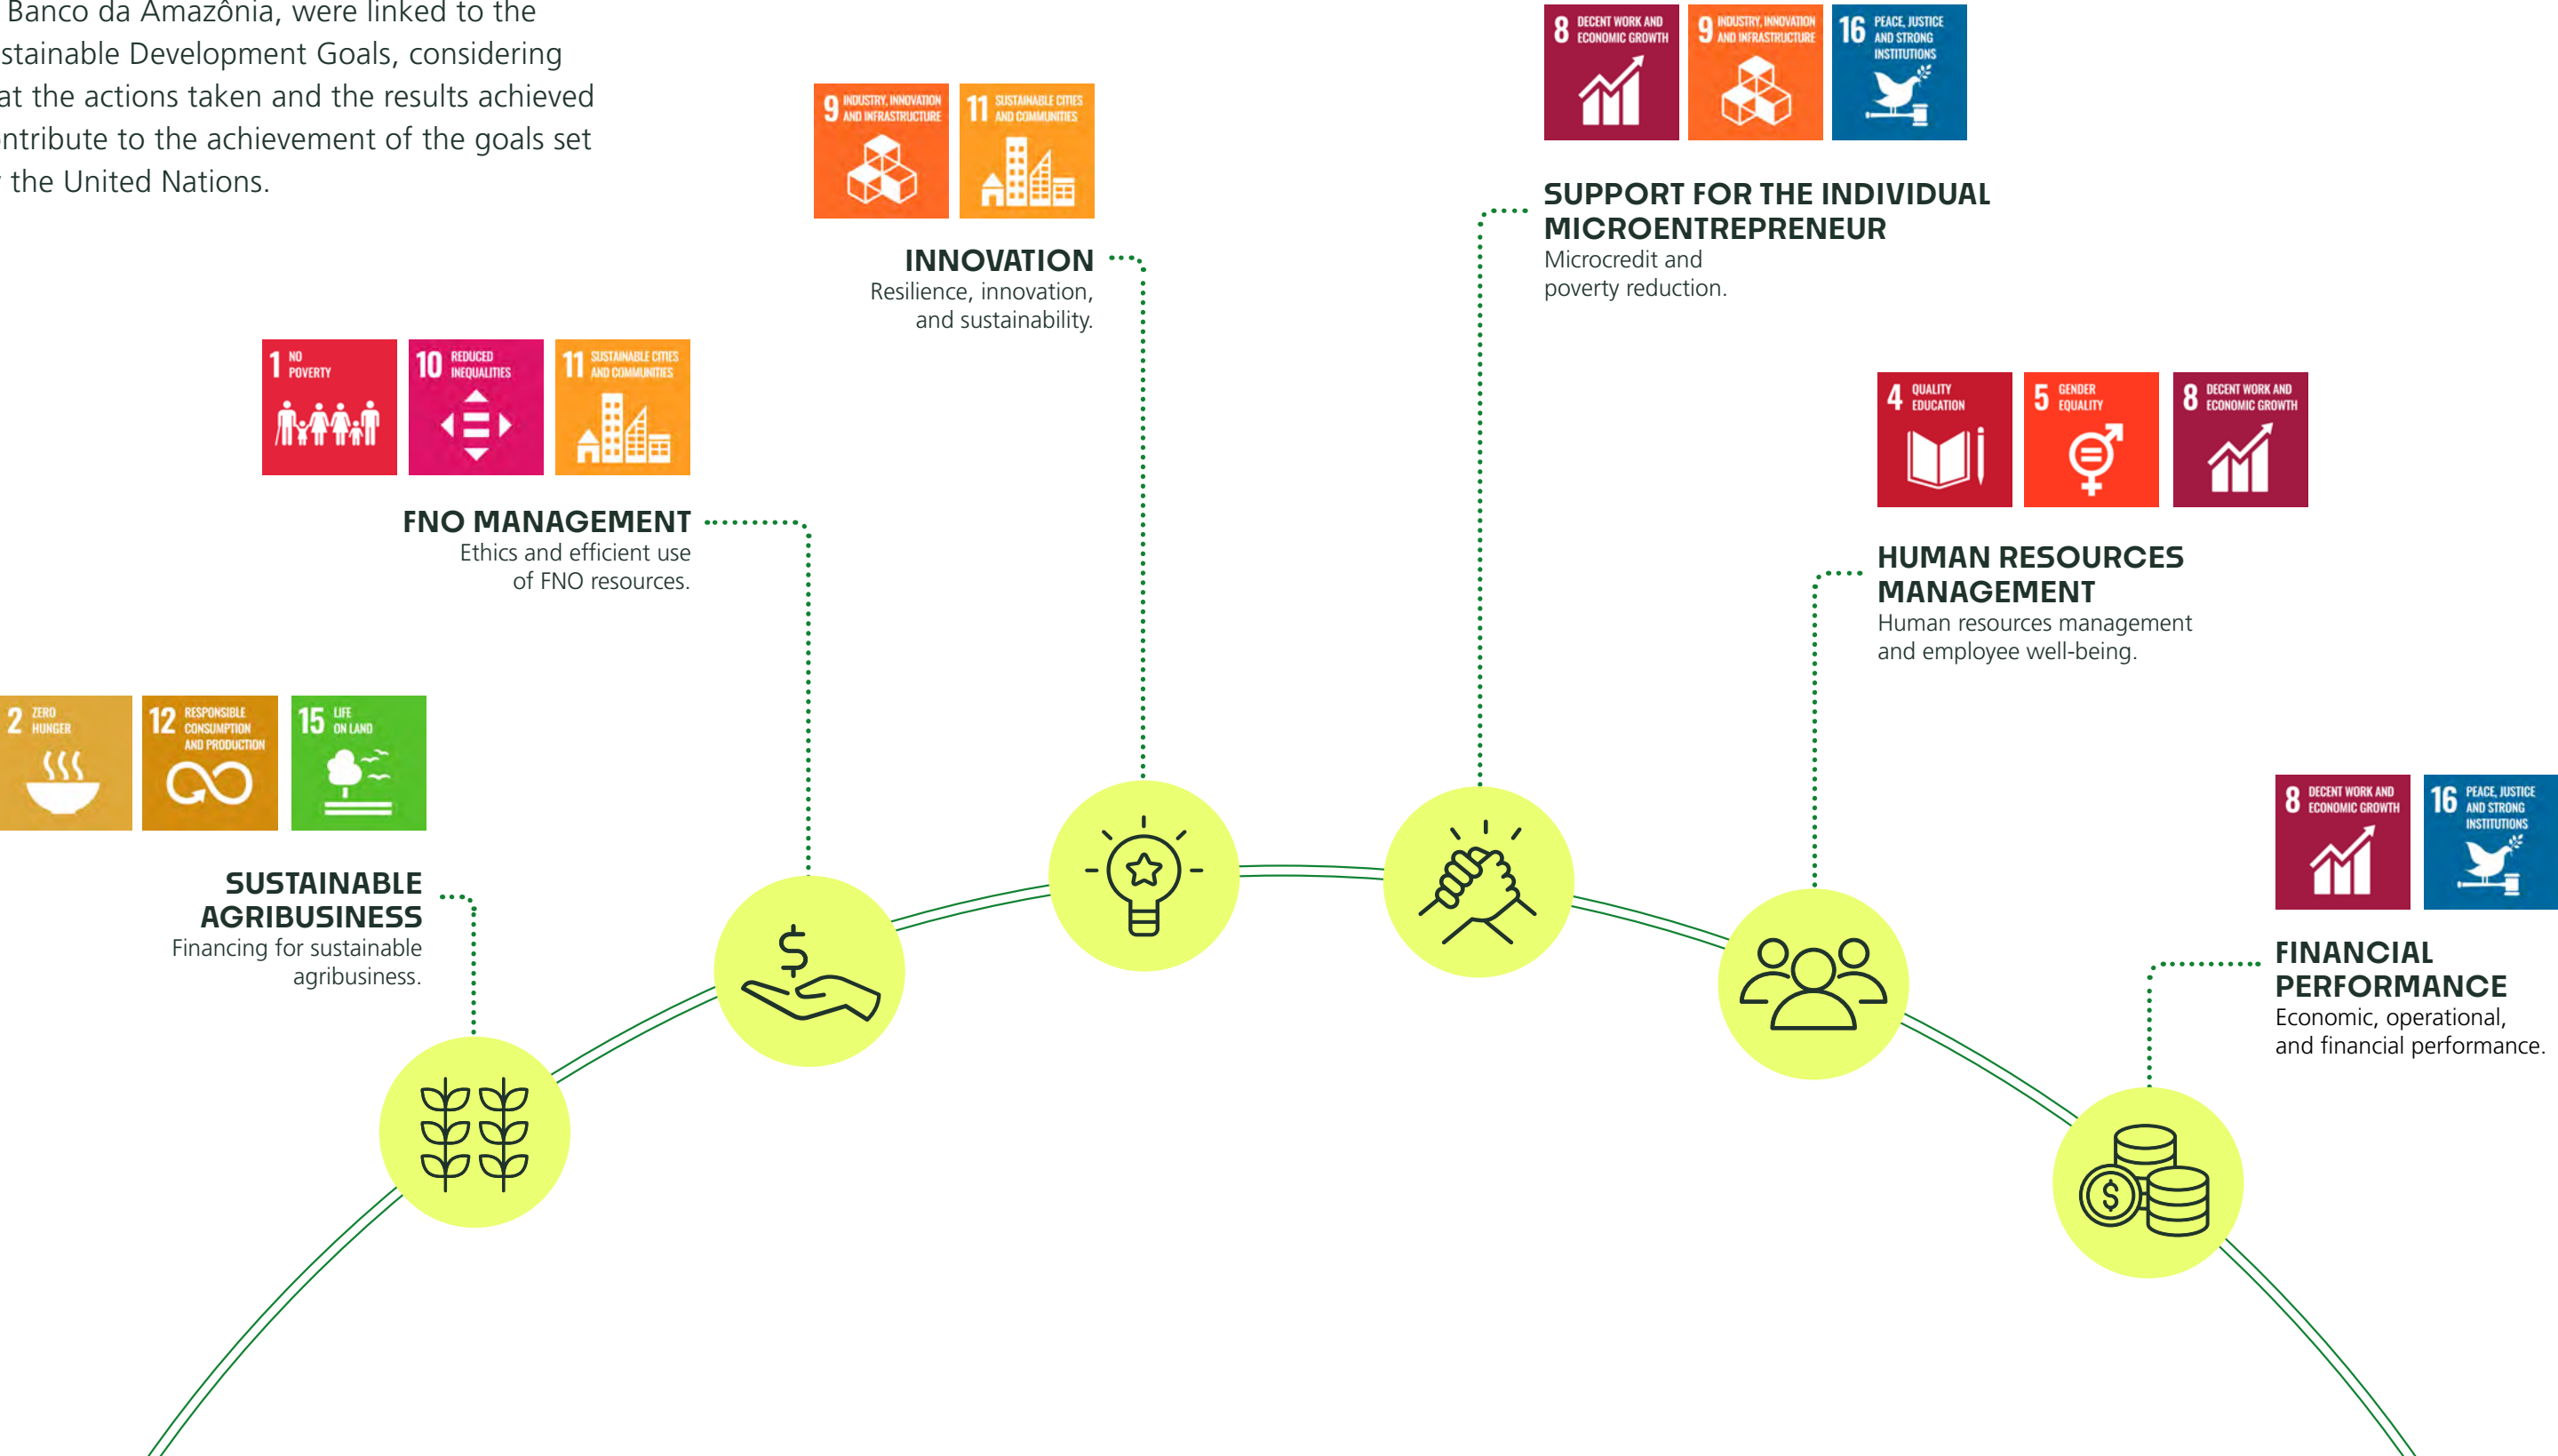 Banco da Amazônia, were linked to the
stainable Development Goals, considering
at the actions taken and the results achieved
ntribute to the achievement of the goals set
the United Nations.
8 DECENT WORK AND
ECONOMIC GROWTH
9 INDUSTRY, INNOVATION
AND INFRASTRUCTURE
16 PEACE, JUSTICE
AND STRONG
INSTITUTIONS
SUPPORT FOR THE INDIVIDUAL
MICROENTREPRENEUR
Microcredit and
poverty reduction.
9 INDUSTRY, INNOVATION
AND INFRASTRUCTURE
11 SUSTAINABLE CITIES
AND COMMUNITIES
INNOVATION
Resilience, innovation,
and sustainability.
1 NO
POVERTY
10 REDUCED
INEQUALITIES
11 SUSTAINABLE CITIES
AND COMMUNITIES
FNO MANAGEMENT
Ethics and efficient use
of FNO resources.
4 QUALITY
EDUCATION
5 GENDER
EQUALITY
8 DECENT WORK AND
ECONOMIC GROWTH
HUMAN RESOURCES
MANAGEMENT
Human resources management
and employee well-being.
2 ZERO
HUNGER
12 RESPONSIBLE
CONSUMPTION
AND PRODUCTION
15 LIFE
ON LAND
SUSTAINABLE
AGRIBUSINESS
Financing for sustainable
agribusiness.
8 DECENT WORK AND
ECONOMIC GROWTH
16 PEACE, JUSTICE
AND STRONG
INSTITUTIONS
FINANCIAL
PERFORMANCE
Economic, operational,
and financial performance.
$
$